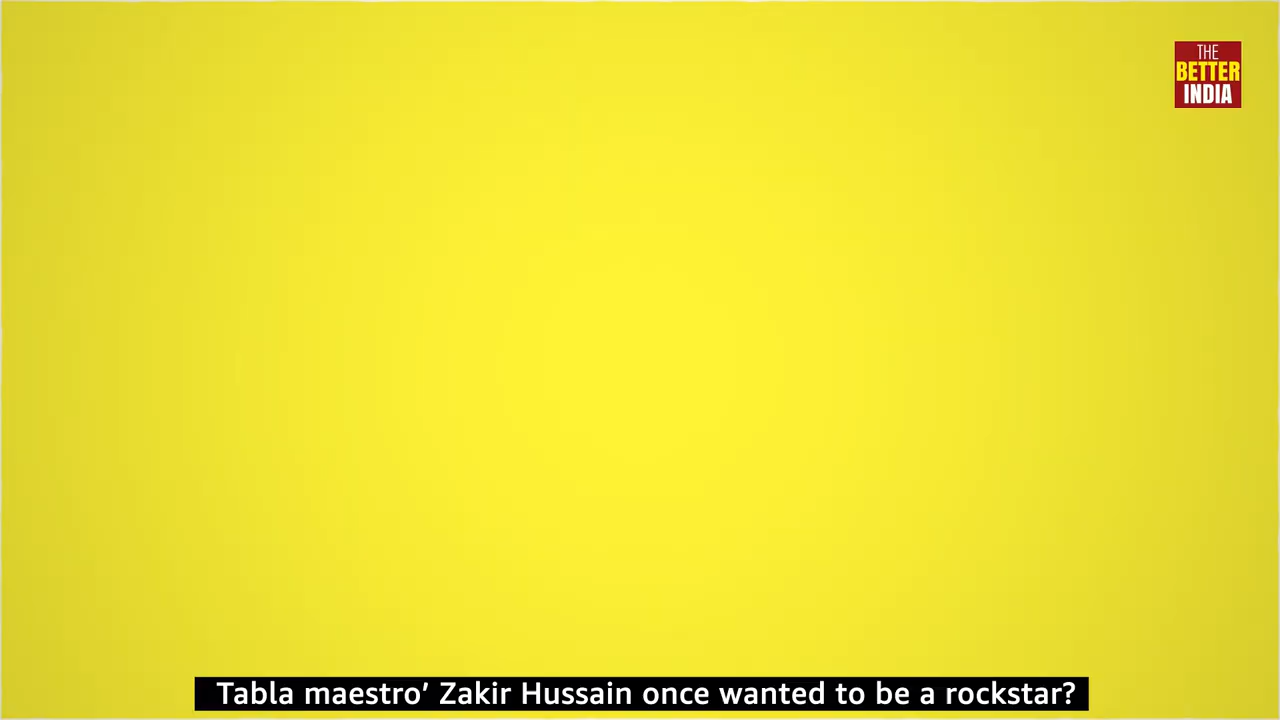 THE
BETTER
INDIA
Tabla maestro’ Zakir Hussain once wanted to be a rockstar?